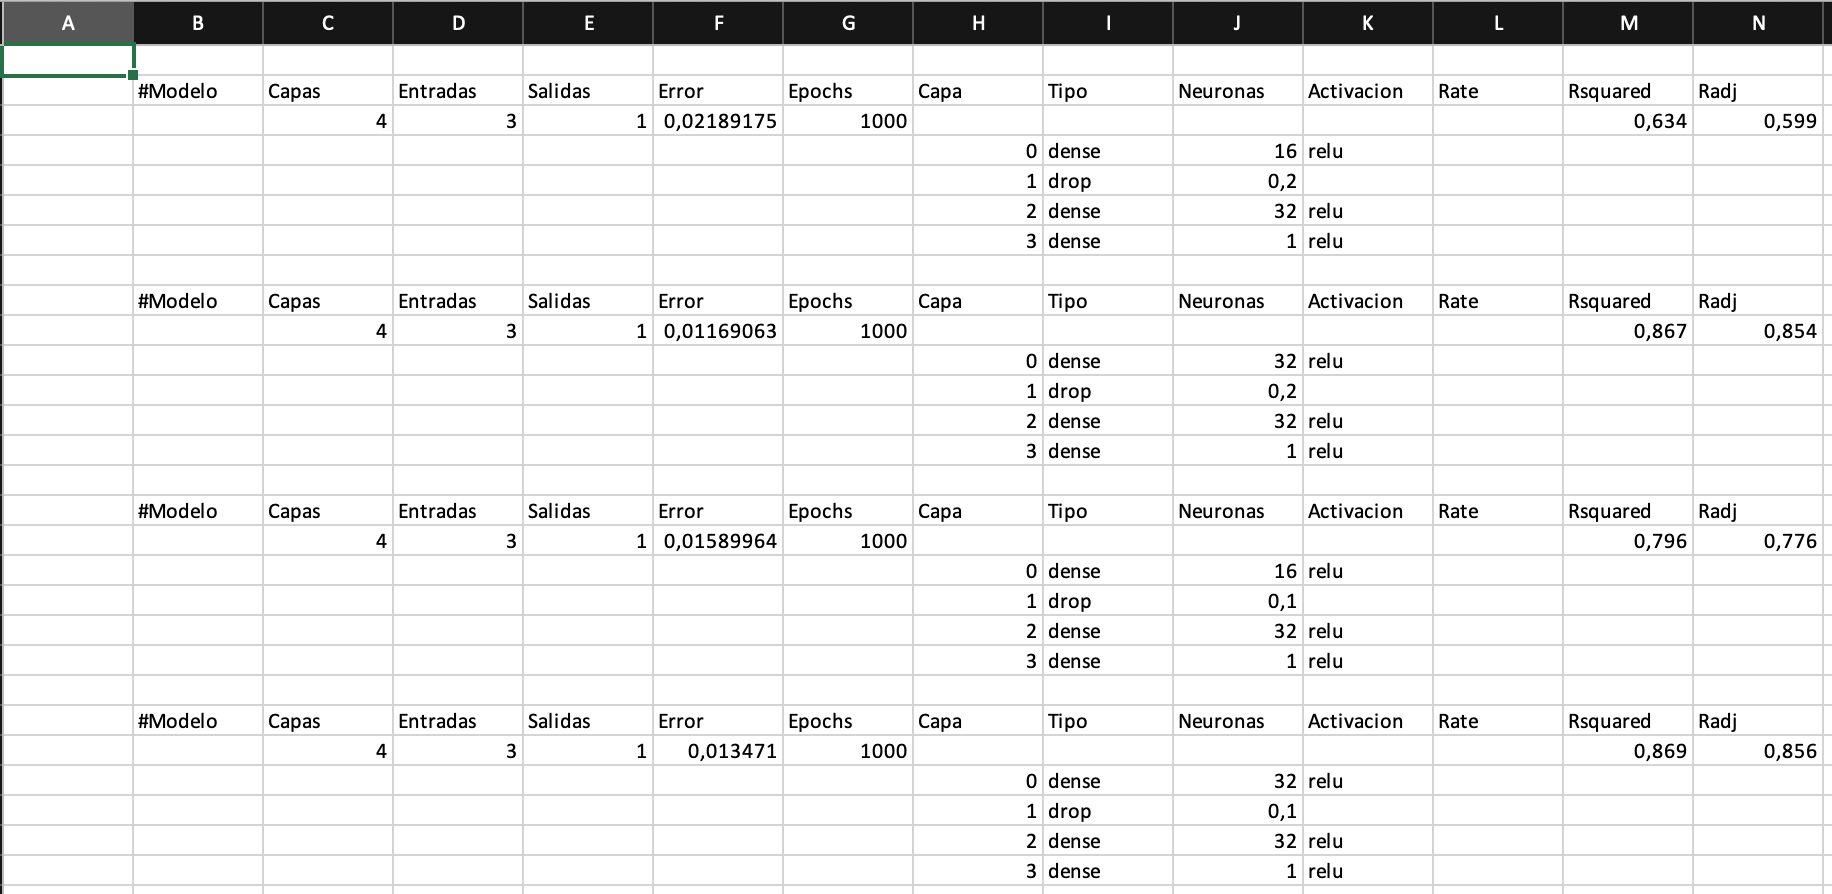 A B C D E F G H I J K L M N
#Modelo Capas Entradas Salidas Error Epochs Capa Tipo Neuronas Activacion Rate Rsquared Radj
4 3 1 0,02189175 1000 0,634 0,599
0 dense 16 relu
1 drop 0,2
2 dense 32 relu
3 dense 1 relu
#Modelo Capas Entradas Salidas Error Epochs Capa Tipo Neuronas Activacion Rate Rsquared Radj
4 3 1 0,01169063 1000 0,867 0,854
0 dense 32 relu
1 drop 0,2
2 dense 32 relu
3 dense 1 relu
#Modelo Capas Entradas Salidas Error Epochs Capa Tipo Neuronas Activacion Rate Rsquared Radj
4 3 1 0,01589964 1000 0,796 0,776
0 dense 16 relu
1 drop 0,1
2 dense 32 relu
3 dense 1 relu
#Modelo Capas Entradas Salidas Error Epochs Capa Tipo Neuronas Activacion Rate Rsquared Radj
4 3 1 0,013471 1000 0,869 0,856
0 dense 32 relu
1 drop 0,1
2 dense 32 relu
3 dense 1 relu